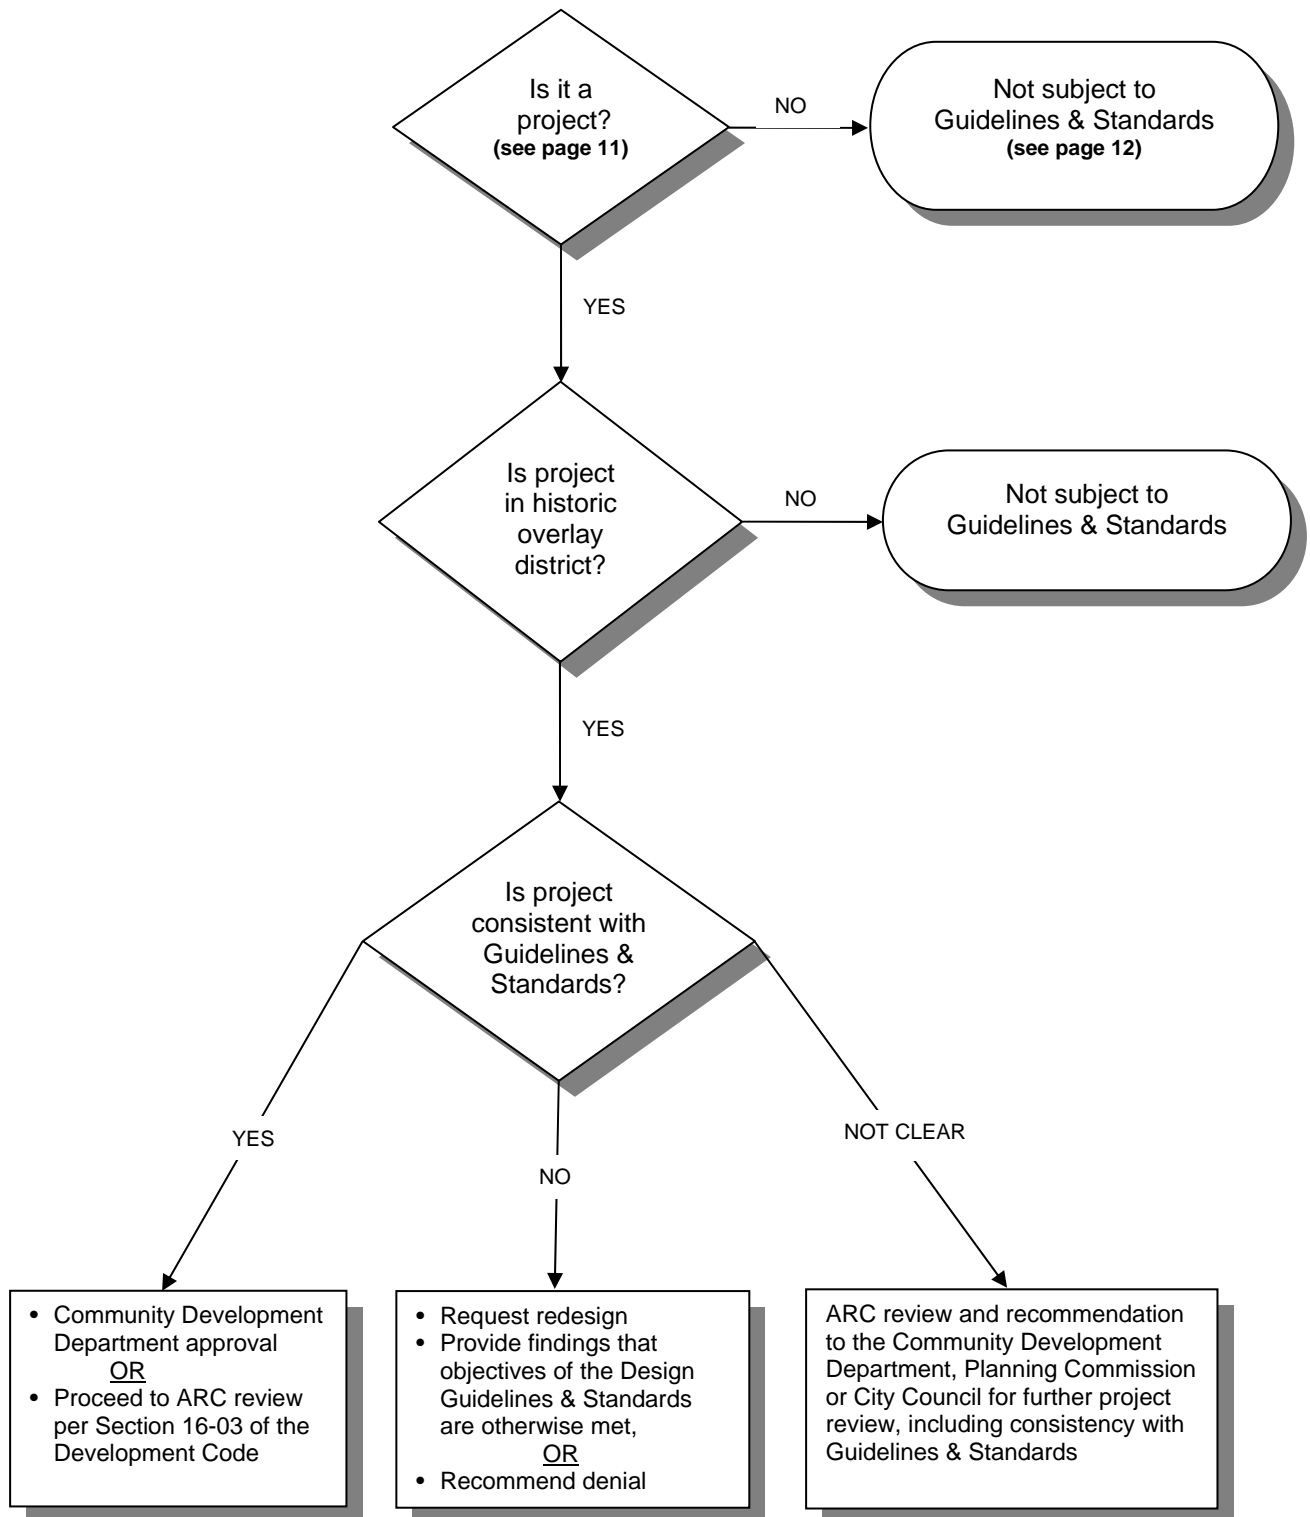 Is it a
project?
(see page 11)
NO
Not subject to
Guidelines & Standards
(see page 12)
YES
Is project
in historic
overlay
district?
NO
Not subject to
Guidelines & Standards
YES
Is project
consistent with
Guidelines &
Standards?
YES
NO
NOT CLEAR
• Community Development
Department approval
OR
• Proceed to ARC review
per Section 16-03 of the
Development Code
• Request redesign
• Provide findings that
objectives of the Design
Guidelines & Standards
are otherwise met,
OR
• Recommend denial
ARC review and recommendation
to the Community Development
Department, Planning Commission
or City Council for further project
review, including consistency with
Guidelines & Standards